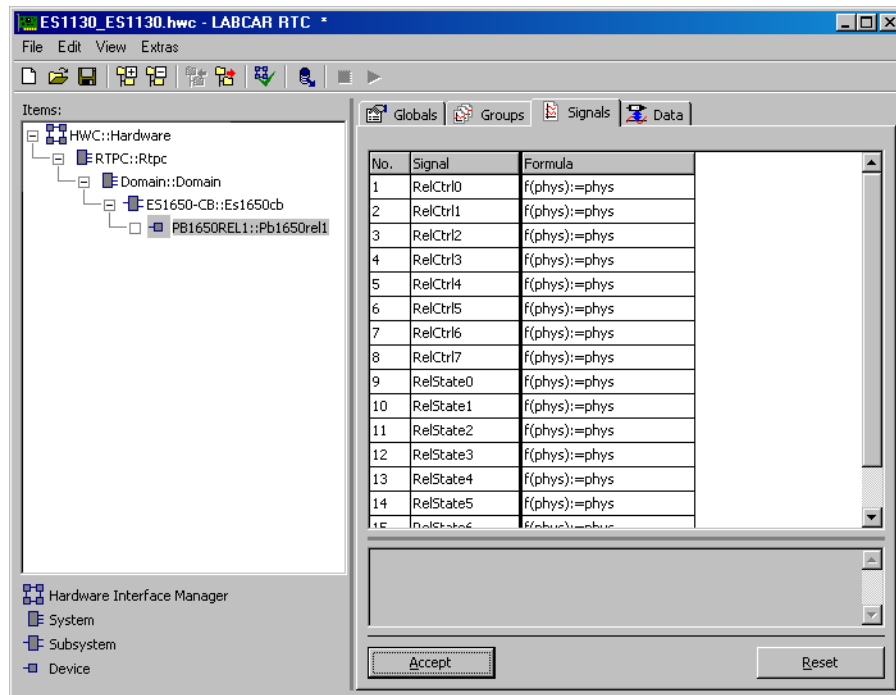 ES1130_ES1130.hwc - LABCAR RTC *
File Edit View Extras
Items:
HWC::Hardware
RTPC::Rtpc
Domain::Domain
ES1650-CB::Es1650cb
PB1650REL1::Pb1650rel1
Hardware Interface Manager
System
Subsystem
Device
Globals Groups Signals Data
No. Signal Formula
1 RelCtrl0 f(phys):=phys
2 RelCtrl1 f(phys):=phys
3 RelCtrl2 f(phys):=phys
4 RelCtrl3 f(phys):=phys
5 RelCtrl4 f(phys):=phys
6 RelCtrl5 f(phys):=phys
7 RelCtrl6 f(phys):=phys
8 RelCtrl7 f(phys):=phys
9 RelState0 f(phys):=phys
10 RelState1 f(phys):=phys
11 RelState2 f(phys):=phys
12 RelState3 f(phys):=phys
13 RelState4 f(phys):=phys
14 RelState5 f(phys):=phys
15 RelState6 f(phys):=phys
Accept Reset